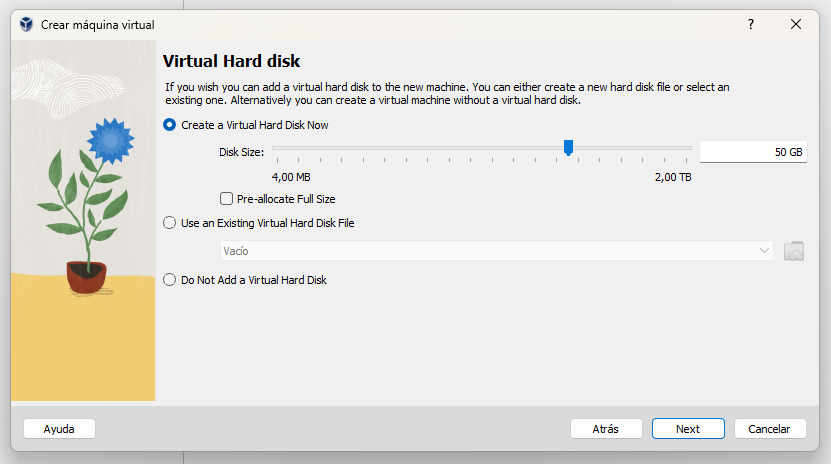 Crear máquina virtual
?
Virtual Hard disk
If you wish you can add a virtual hard disk to the new machine. You can either create a new hard disk file or select an
existing one. Alternatively you can create a virtual machine without a virtual hard disk.
Create a Virtual Hard Disk Now
Disk Size:
50 GB
4,00 MB
2,00 TB
Pre-allocate Full Size
Use an Existing Virtual Hard Disk File
Vacío
Do Not Add a Virtual Hard Disk
Ayuda
Atrás
Next
Cancelar